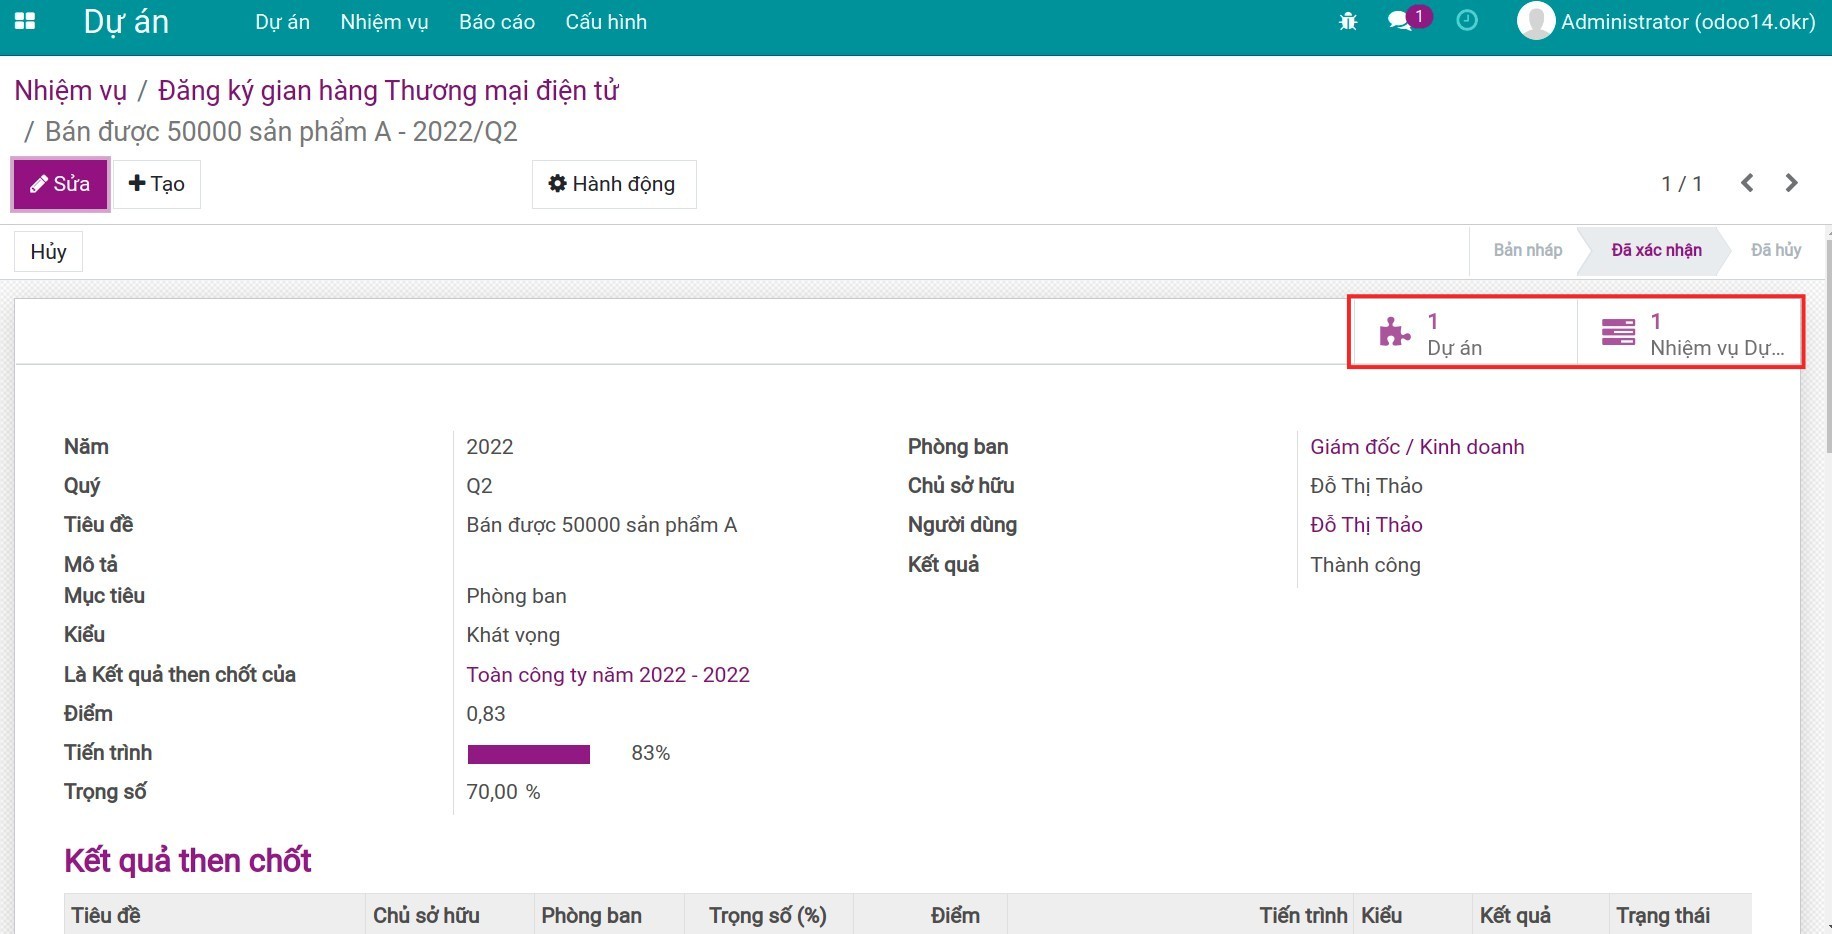 Dự án Dự án Nhiệm vụ Báo cáo Cấu hình 1 Administrator (odoo14.okr)
Nhiệm vụ / Đăng ký gian hàng Thương mại điện tử
/ Bán được 50000 sản phẩm A - 2022/Q2
Sửa Tạo Hành động 1 / 1
Hủy Bản nháp Đã xác nhận Đã hủy
1 Dự án
1 Nhiệm vụ Dự...
Năm 2022
Quý Q2
Tiêu đề Bán được 50000 sản phẩm A
Mô tả
Mục tiêu Phòng ban
Kiểu Khát vọng
Là Kết quả then chốt của Toàn công ty năm 2022 - 2022
Điểm 0,83
Tiến trình 83%
Trọng số 70,00 %
Phòng ban Giám đốc / Kinh doanh
Chủ sở hữu Đỗ Thị Thảo
Người dùng Đỗ Thị Thảo
Kết quả Thành công
Kết quả then chốt
Tiêu đề Chủ sở hữu Phòng ban Trọng số (%) Điểm Tiến trình Kiểu Kết quả Trạng thái